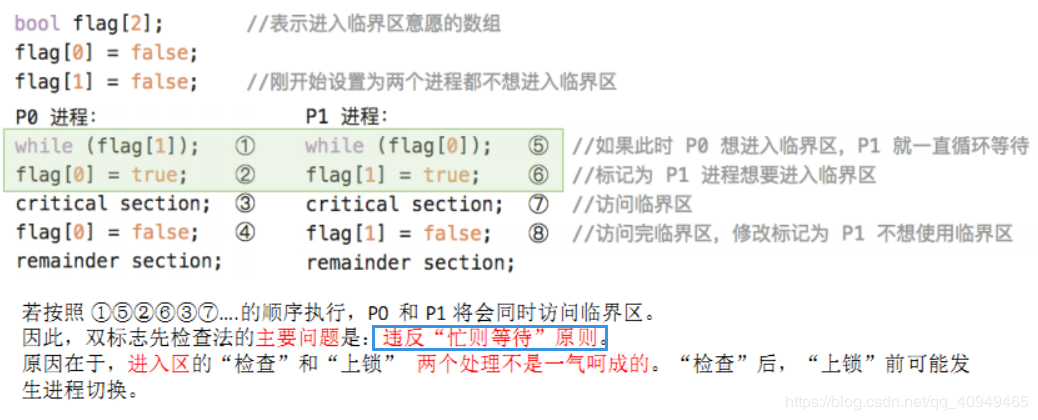 bool flag[2]; //表示进入临界区意愿的数组
flag[0] = false;
flag[1] = false; //刚开始设置为两个进程都不想进入临界区
P0 进程: P1 进程:
while (flag[1]); ① while (flag[0]); ⑤ //如果此时 P0 想进入临界区，P1 就一直循环等待
flag[0] = true; ② flag[1] = true; ⑥ //标记为 P1 进程想要进入临界区
critical section; ③ critical section; ⑦ //访问临界区
flag[0] = false; ④ flag[1] = false; ⑧ //访问完临界区，修改标记为 P1 不想使用临界区
remainder section; remainder section;
若按照 ①⑤②⑥③⑦....的顺序执行，P0 和 P1 将会同时访问临界区。
因此，双标志先检查法的主要问题是：违反“忙则等待”原则。
原因在于，进入区的“检查”和“上锁” 两个处理不是一气呵成的。“检查”后，“上锁”前可能发
生进程切换。
https://blog.csdn.net/qq_40949465